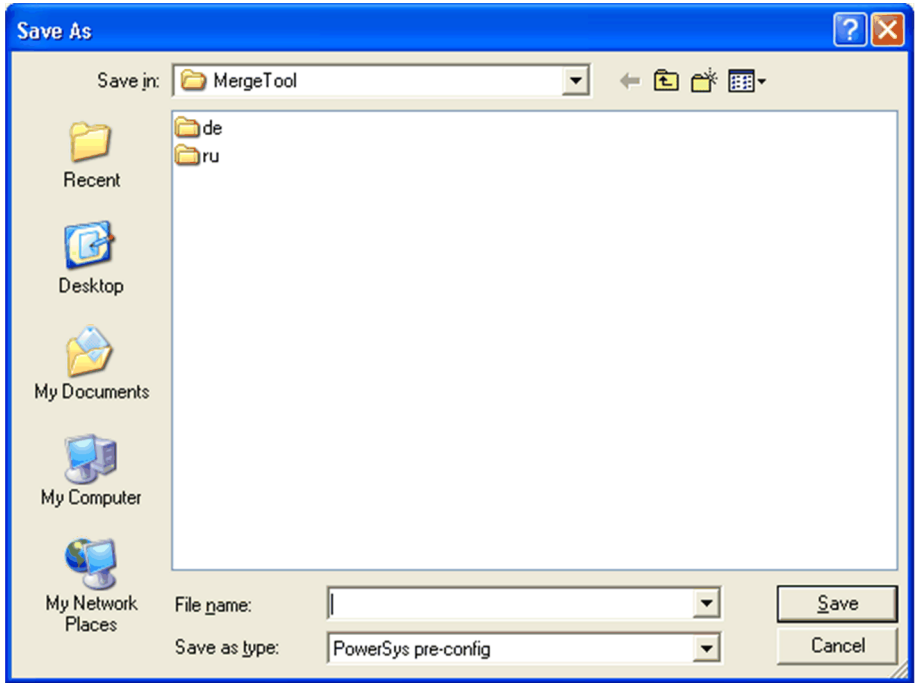 Save As
Save in: MergeTool
de
ru
Recent
Desktop
My Documents
My Computer
My Network
Places
File name:
Save
Save as type: PowerSys pre-config
Cancel